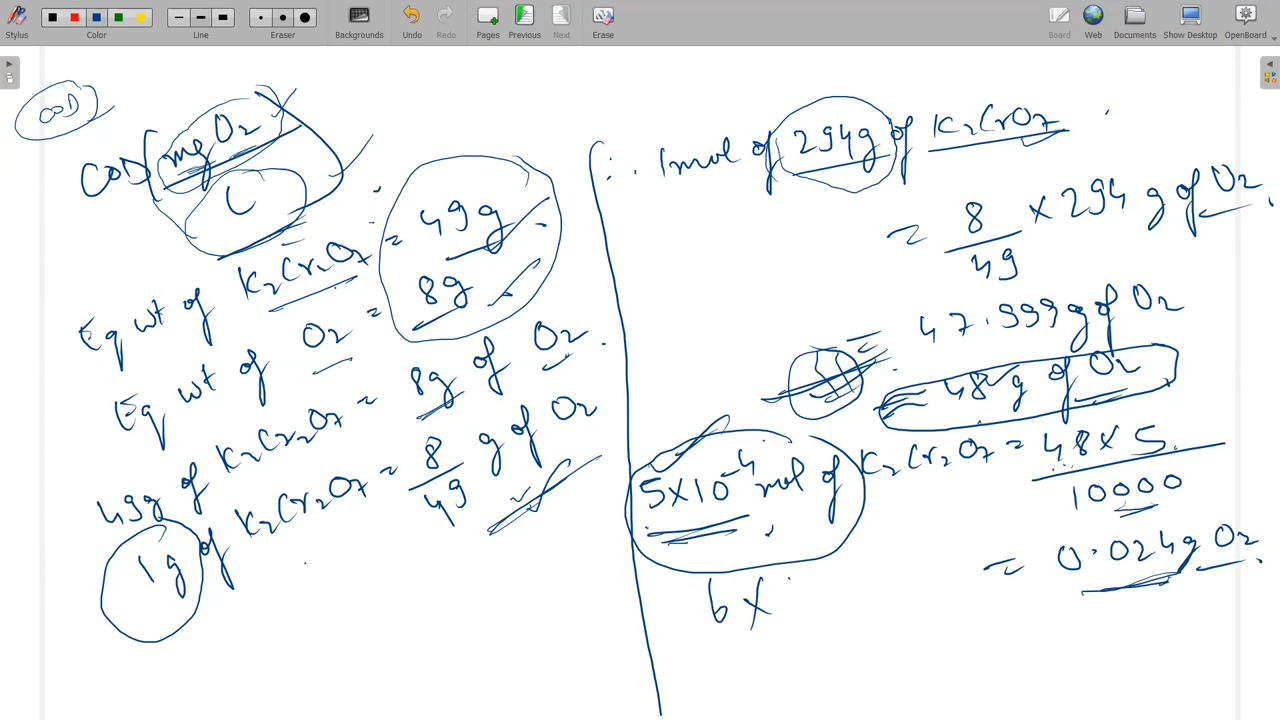 Stylus
Color
Line
Eraser
Backgrounds
Undo
Redo
Pages
Previous
Next
Erase
Board
Web
Documents
Show Desktop
OpenBoard
COD
COD (mg O2
L
Eq wt of K2Cr2O7 = 49g
Eq wt of O2 = 8g
49g of K2Cr2O7 = 8g of O2
1g of K2Cr2O7 = 8/49 g of O2
∴ 1mol of 294g of K2CrO7
= 8/49 × 294 g of O2
= 47.999g of O2
= 48 g of O2
5×10-4 mol of K2Cr2O7 = 48×5
10000
= 0.024g O2
6 ×